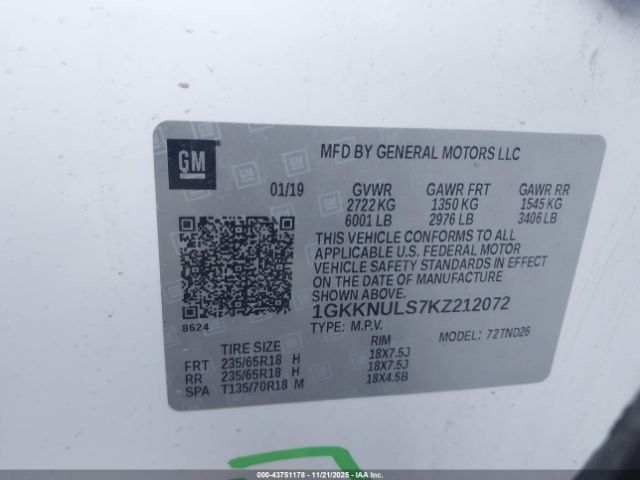 GM
MFD BY GENERAL MOTORS LLC
01/19 GVWR GAWR FRT GAWR RR
2722 KG 1350 KG 1545 KG
6001 LB 2976 LB 3406 LB
THIS VEHICLE CONFORMS TO ALL
APPLICABLE U.S. FEDERAL MOTOR
VEHICLE SAFETY STANDARDS IN EFFECT
ON THE DATE OF MANUFACTURE
SHOWN ABOVE.
1GKKNULS7KZ212072
8624
TYPE: M.P.V. MODEL: 72TND26
TIRE SIZE RIM
FRT 235/65R18 H 18X7.5J
RR 235/65R18 H 18X7.5J
SPA T135/70R18 M 18X4.5B
000-43751178 - 11/21/2025 - IAAI.COM